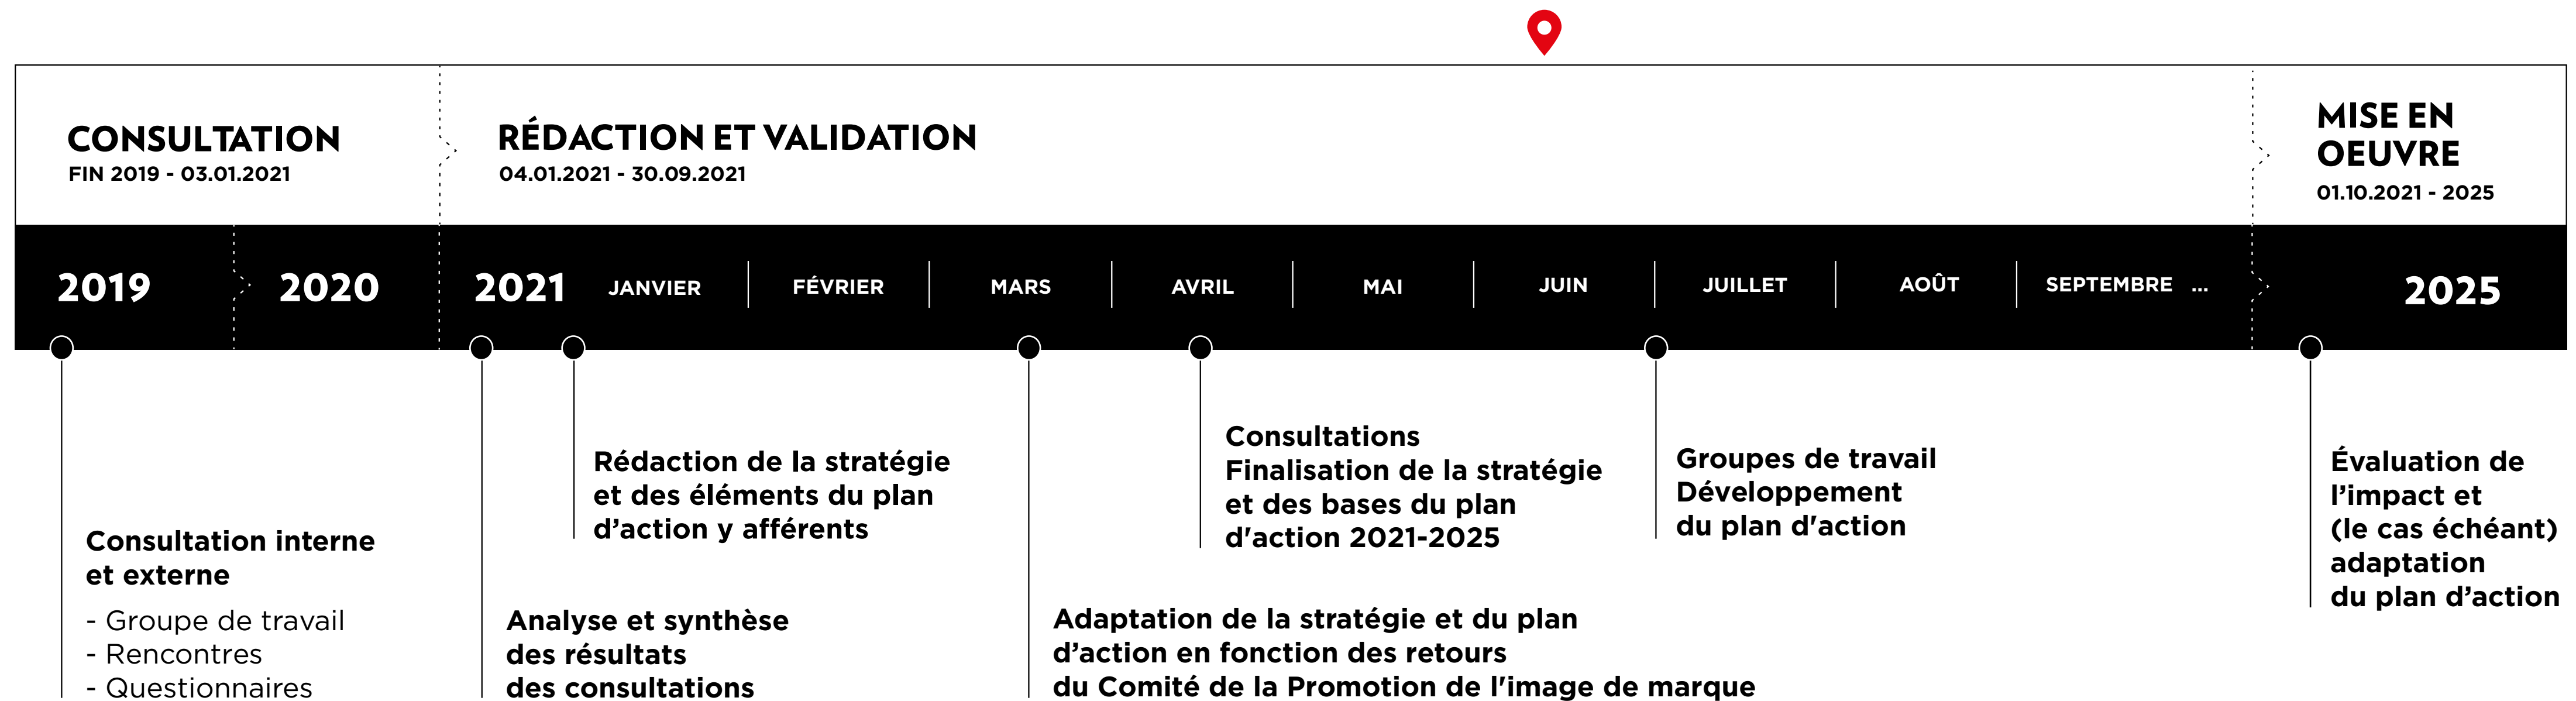 CONSULTATION
FIN 2019 - 03.01.2021
RÉDACTION ET VALIDATION
04.01.2021 - 30.09.2021
MISE EN
OEUVRE
01.10.2021 - 2025
2019
2020
2021
JANVIER
FÉVRIER
MARS
AVRIL
MAI
JUIN
JUILLET
AOÛT
SEPTEMBRE ...
2025
Consultation interne
et externe
- Groupe de travail
- Rencontres
- Questionnaires
Analyse et synthèse
des résultats
des consultations
Rédaction de la stratégie
et des éléments du plan
d’action y afférents
Adaptation de la stratégie et du plan
d’action en fonction des retours
du Comité de la Promotion de l'image de marque
Consultations
Finalisation de la stratégie
et des bases du plan
d'action 2021-2025
Groupes de travail
Développement
du plan d'action
Évaluation de
l’impact et
(le cas échéant)
adaptation
du plan d’action